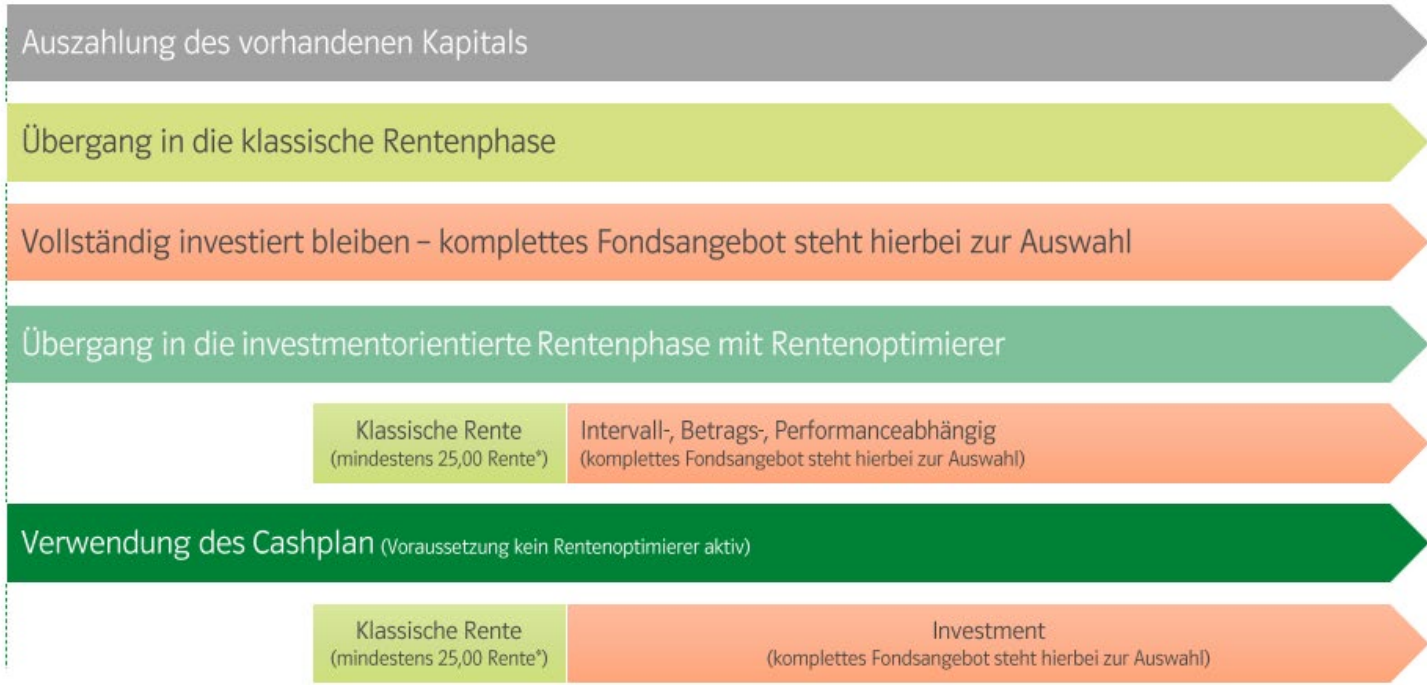 Auszahlung des vorhandenen Kapitals
Übergang in die klassische Rentenphase
Vollständig investiert bleiben – komplettes Fondsangebot steht hierbei zur Auswahl
Übergang in die investmentorientierte Rentenphase mit Rentenoptimierer
Klassische Rente
(mindestens 25,00 Rente*)
Intervall-, Betrags-, Performanceabhängig
(komplettes Fondsangebot steht hierbei zur Auswahl)
Verwendung des Cashplan (Voraussetzung kein Rentenoptimierer aktiv)
Klassische Rente
(mindestens 25,00 Rente*)
Investment
(komplettes Fondsangebot steht hierbei zur Auswahl)